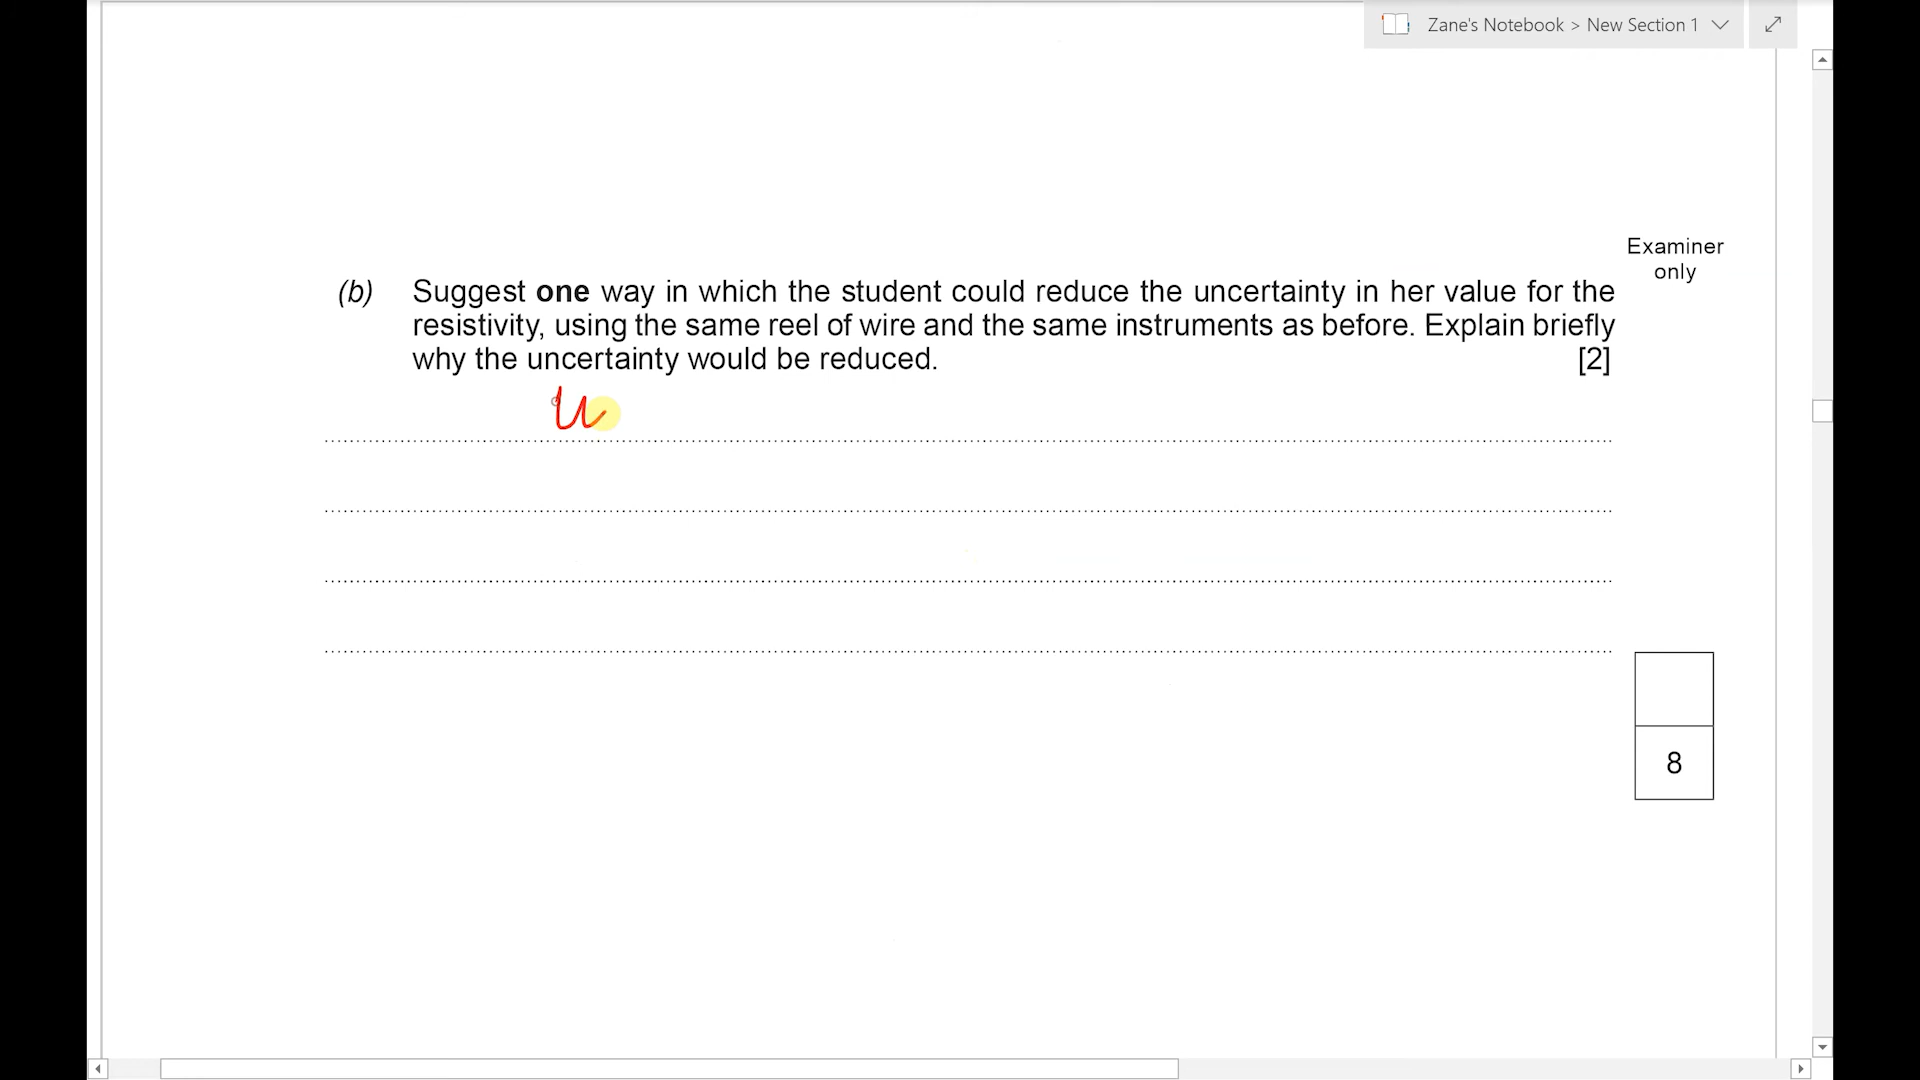 Zane's Notebook > New Section 1
Examiner
only
(b) Suggest one way in which the student could reduce the uncertainty in her value for the
resistivity, using the same reel of wire and the same instruments as before. Explain briefly
why the uncertainty would be reduced. [2]
u
8